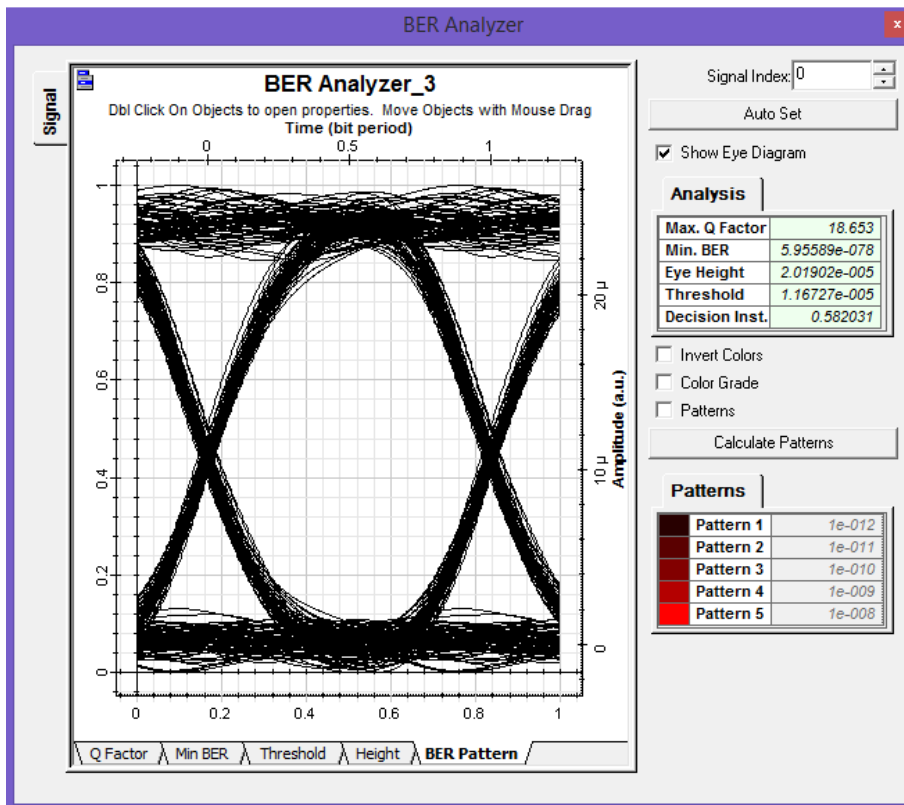 BER Analyzer
x
Signal
BER Analyzer_3
Dbl Click On Objects to open properties. Move Objects with Mouse Drag
Time (bit period)
0 0.5 1
1
0.8
0.6
0.4
0.2
0
20 µ
10 µ
0
Amplitude (a.u.)
0 0.2 0.4 0.6 0.8 1
Q Factor Min BER Threshold Height BER Pattern
Signal Index: 0
Auto Set
Show Eye Diagram
Analysis
Max. Q Factor 18.653
Min. BER 5.95589e-078
Eye Height 2.01902e-005
Threshold 1.16727e-005
Decision Inst. 0.582031
Invert Colors
Color Grade
Patterns
Calculate Patterns
Patterns
Pattern 1 1e-012
Pattern 2 1e-011
Pattern 3 1e-010
Pattern 4 1e-009
Pattern 5 1e-008